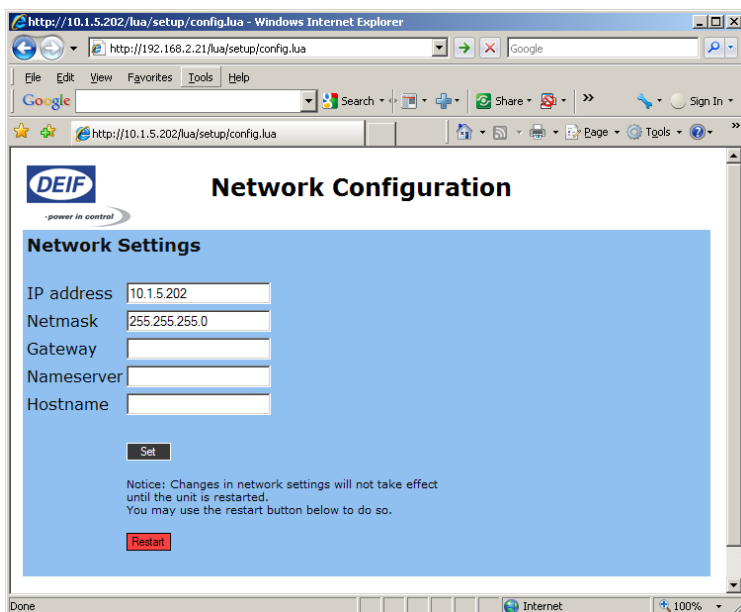 http://10.1.5.202/lua/setup/config.lua - Windows Internet Explorer
http://192.168.2.21/lua/setup/config.lua
Google
File Edit View Favorites Tools Help
Google
Search
Share
»
Sign In
http://10.1.5.202/lua/setup/config.lua
Page
Tools
»
DEIF
-power in control
Network Configuration
Network Settings
IP address 10.1.5.202
Netmask 255.255.255.0
Gateway
Nameserver
Hostname
Set
Notice: Changes in network settings will not take effect
until the unit is restarted.
You may use the restart button below to do so.
Restart
Done
Internet
100%